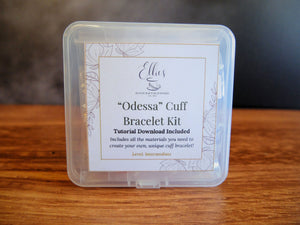 Ellie's
"Odessa" Cuff
Bracelet Kit
Tutorial Download Included
Includes all the materials you need to
create your own, unique cuff bracelet!
Level: Intermediate